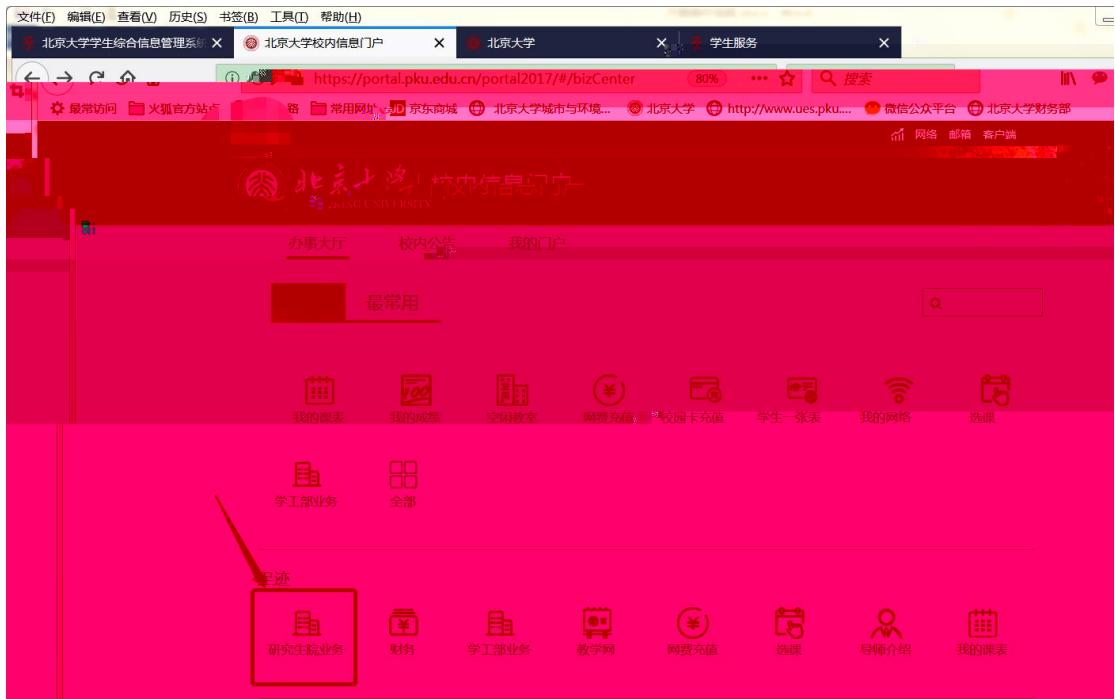 文件(F) 编辑(E) 查看(V) 历史(S) 书签(B) 工具(T) 帮助(H)
北京大学学生综合信息管理系统 北京大学校内信息门户 北京大学 学生服务
https://portal.pku.edu.cn/portal2017/#/bizCenter 80% 搜索
最常访问 火狐官方站点 常用网址 JD 京东商城 北京大学城市与环境... 北京大学 http://www.ues.pku.... 微信公众平台 北京大学财务部
网络 邮箱 客户端
北京大学 校内信息门户
办事大厅 校内公告 我的门户
最常用
我的课表 我的成绩 空闲教室 网费充值 校园卡充值 学生一张表 我的网络 选课
学工部业务 全部
足迹
研究生院业务 财务 学工部业务 教学网 网费充值 选课 导师介绍 我的课表